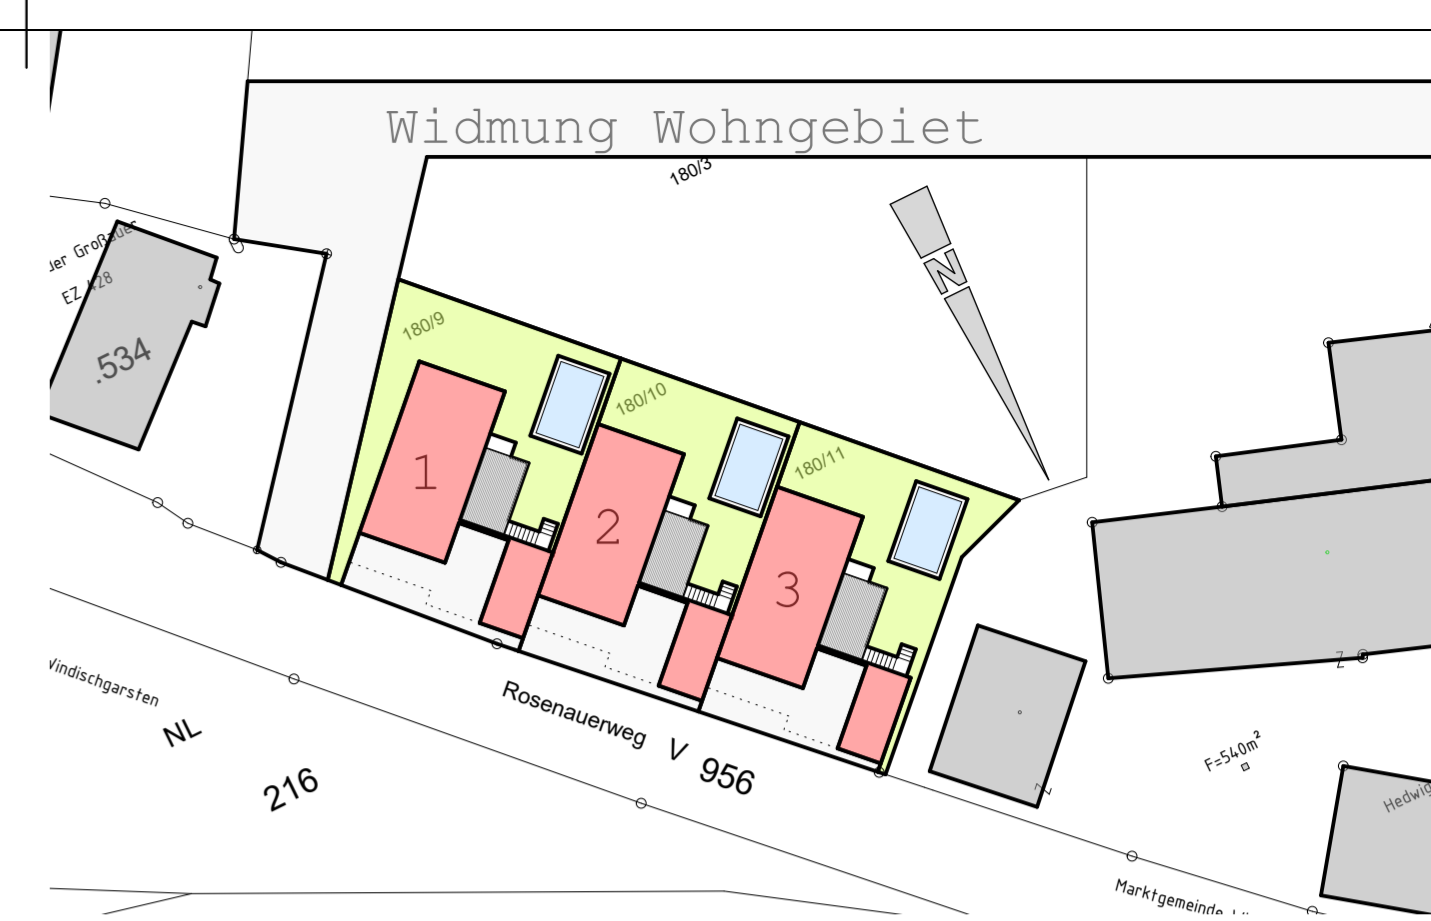 Widmung Wohngebiet
180/3
der Großauer
EZ 428
.534
180/9
180/10
180/11
N
1
2
3
Windischgarsten
NL
216
Rosenauerweg V 956
F=540m²
Z
Z
Hedwig
Marktgemeinde